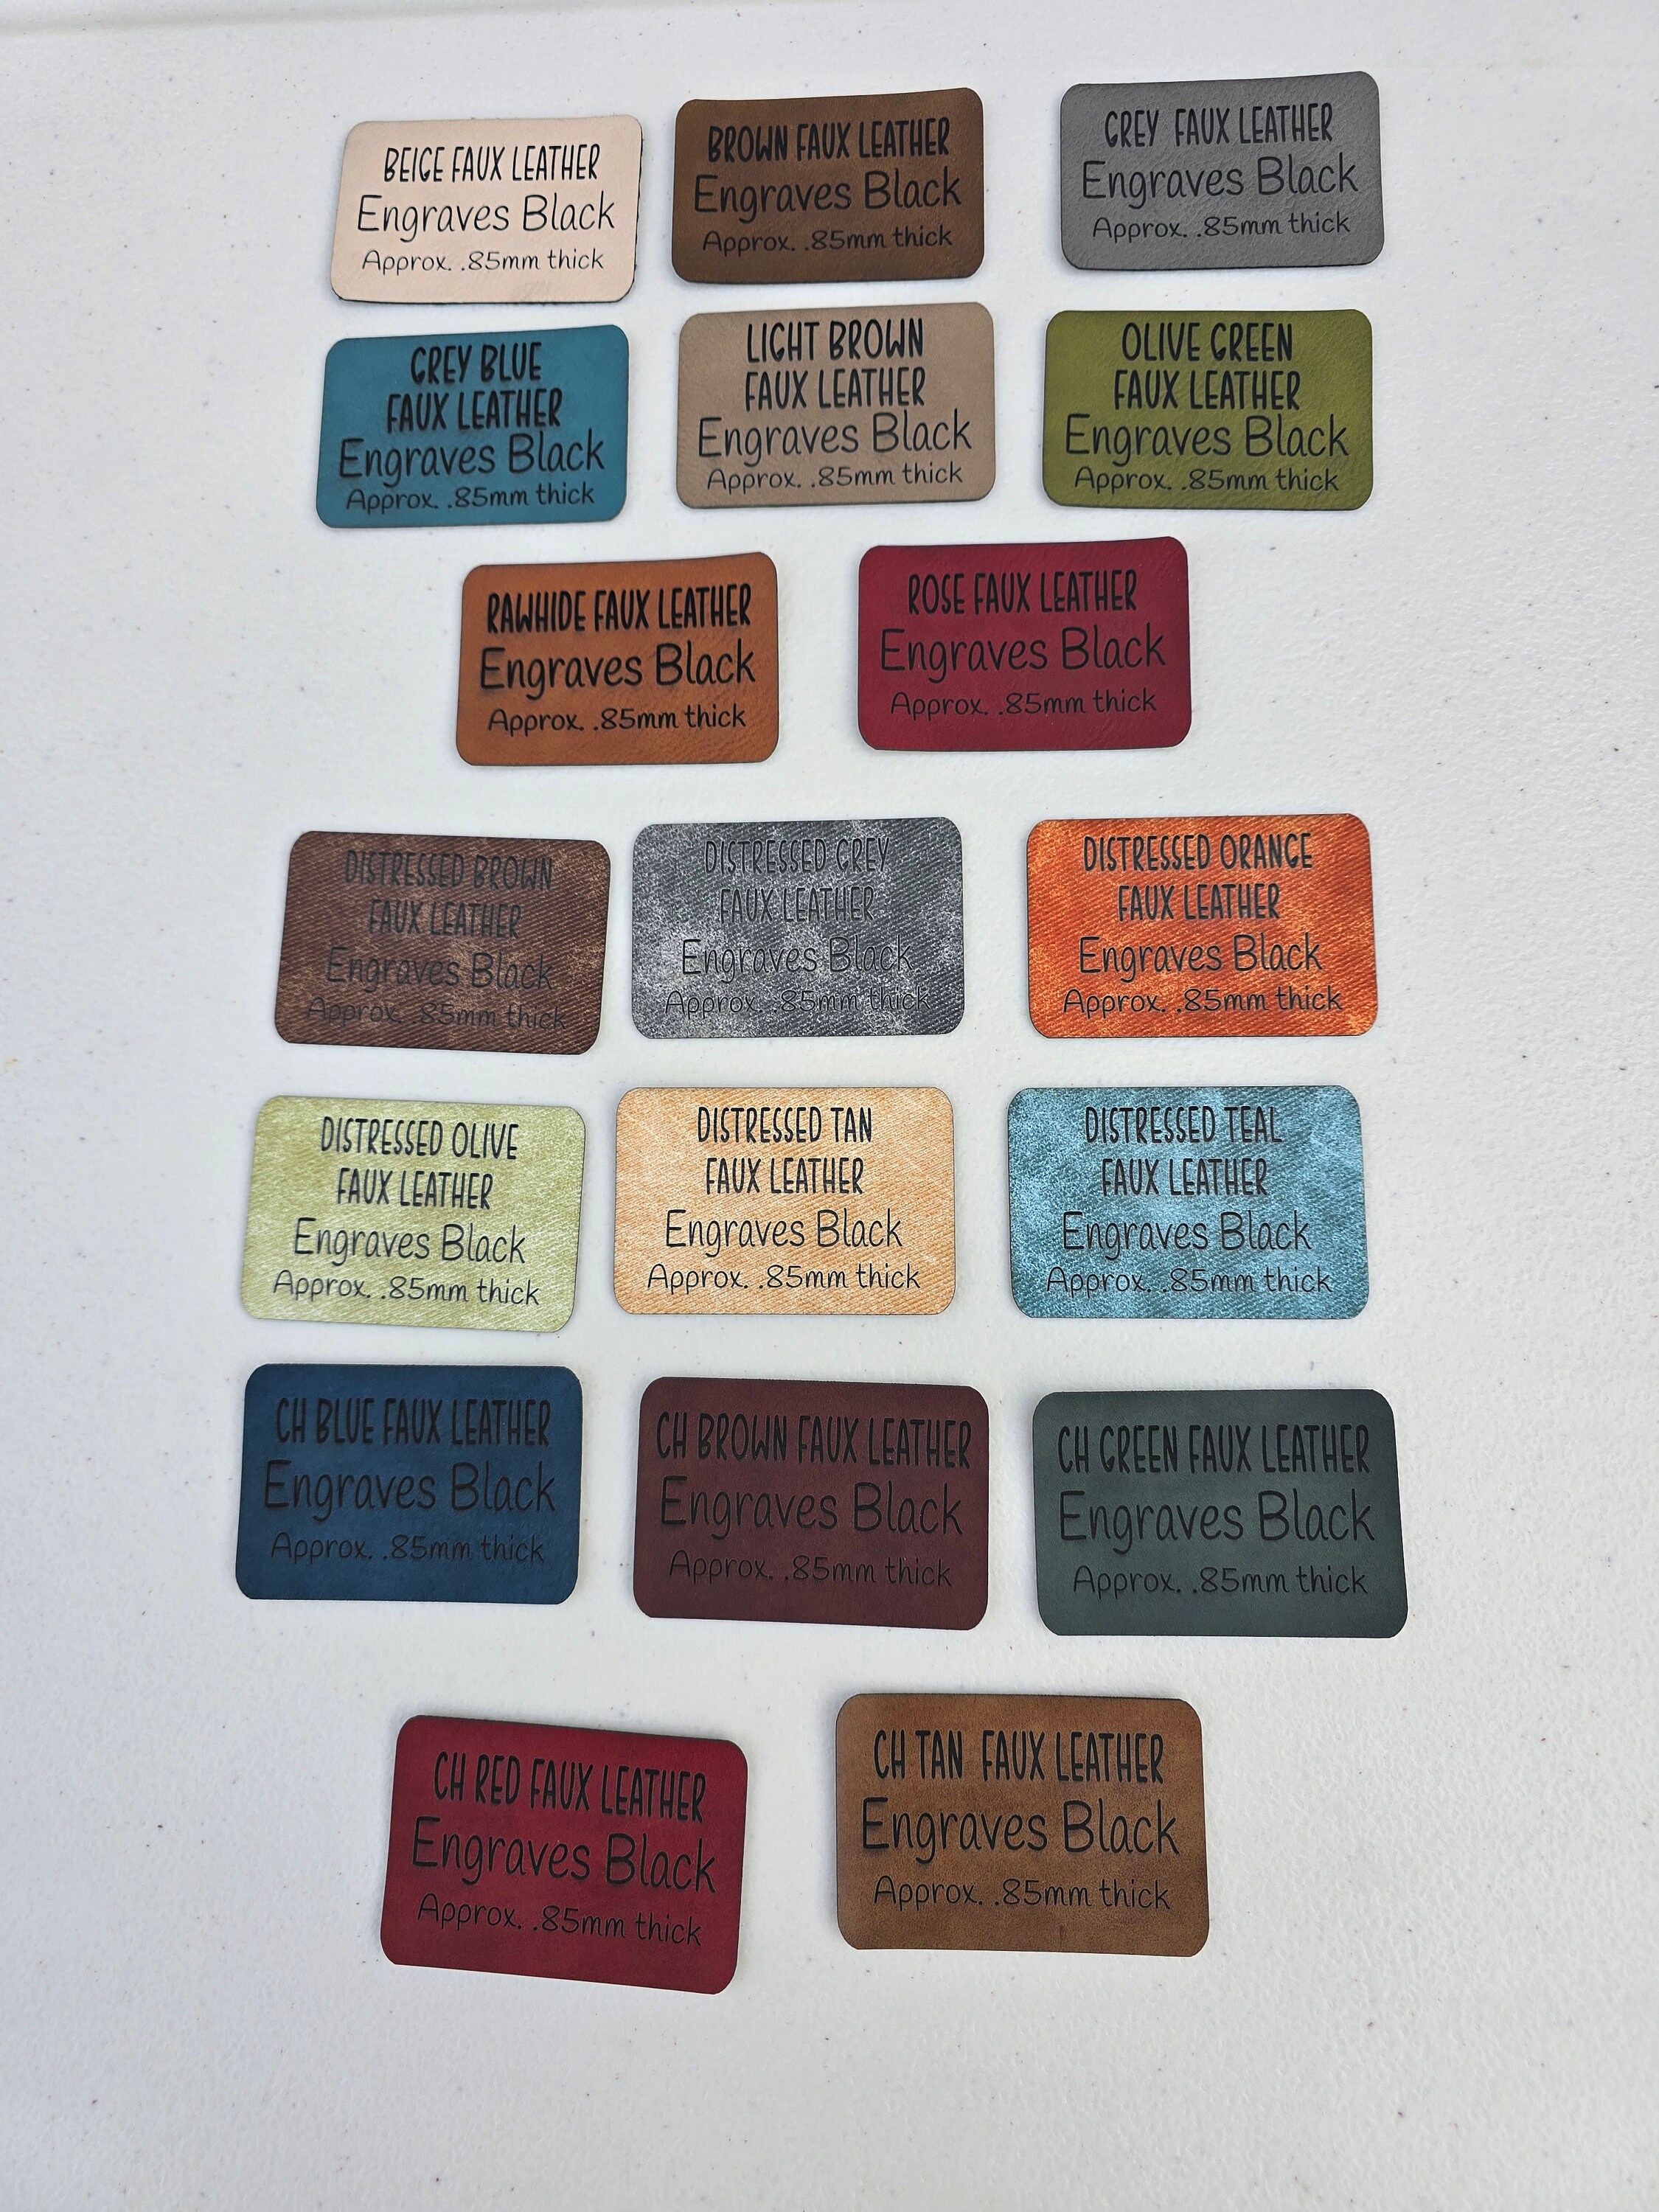 BEIGE FAUX LEATHER
Engraves Black
Approx. .85mm thick
BROWN FAUX LEATHER
Engraves Black
Approx. .85mm thick
GREY FAUX LEATHER
Engraves Black
Approx. .85mm thick
GREY BLUE
FAUX LEATHER
Engraves Black
Approx. .85mm thick
LIGHT BROWN
FAUX LEATHER
Engraves Black
Approx. .85mm thick
OLIVE GREEN
FAUX LEATHER
Engraves Black
Approx. .85mm thick
RAWHIDE FAUX LEATHER
Engraves Black
Approx. .85mm thick
ROSE FAUX LEATHER
Engraves Black
Approx. .85mm thick
DISTRESSED BROWN
FAUX LEATHER
Engraves Black
Approx. .85mm thick
DISTRESSED GREY
FAUX LEATHER
Engraves Black
Approx. .85mm thick
DISTRESSED ORANGE
FAUX LEATHER
Engraves Black
Approx. .85mm thick
DISTRESSED OLIVE
FAUX LEATHER
Engraves Black
Approx. .85mm thick
DISTRESSED TAN
FAUX LEATHER
Engraves Black
Approx. .85mm thick
DISTRESSED TEAL
FAUX LEATHER
Engraves Black
Approx. .85mm thick
CH BLUE FAUX LEATHER
Engraves Black
Approx. .85mm thick
CH BROWN FAUX LEATHER
Engraves Black
Approx. .85mm thick
CH GREEN FAUX LEATHER
Engraves Black
Approx. .85mm thick
CH RED FAUX LEATHER
Engraves Black
Approx. .85mm thick
CH TAN FAUX LEATHER
Engraves Black
Approx. .85mm thick